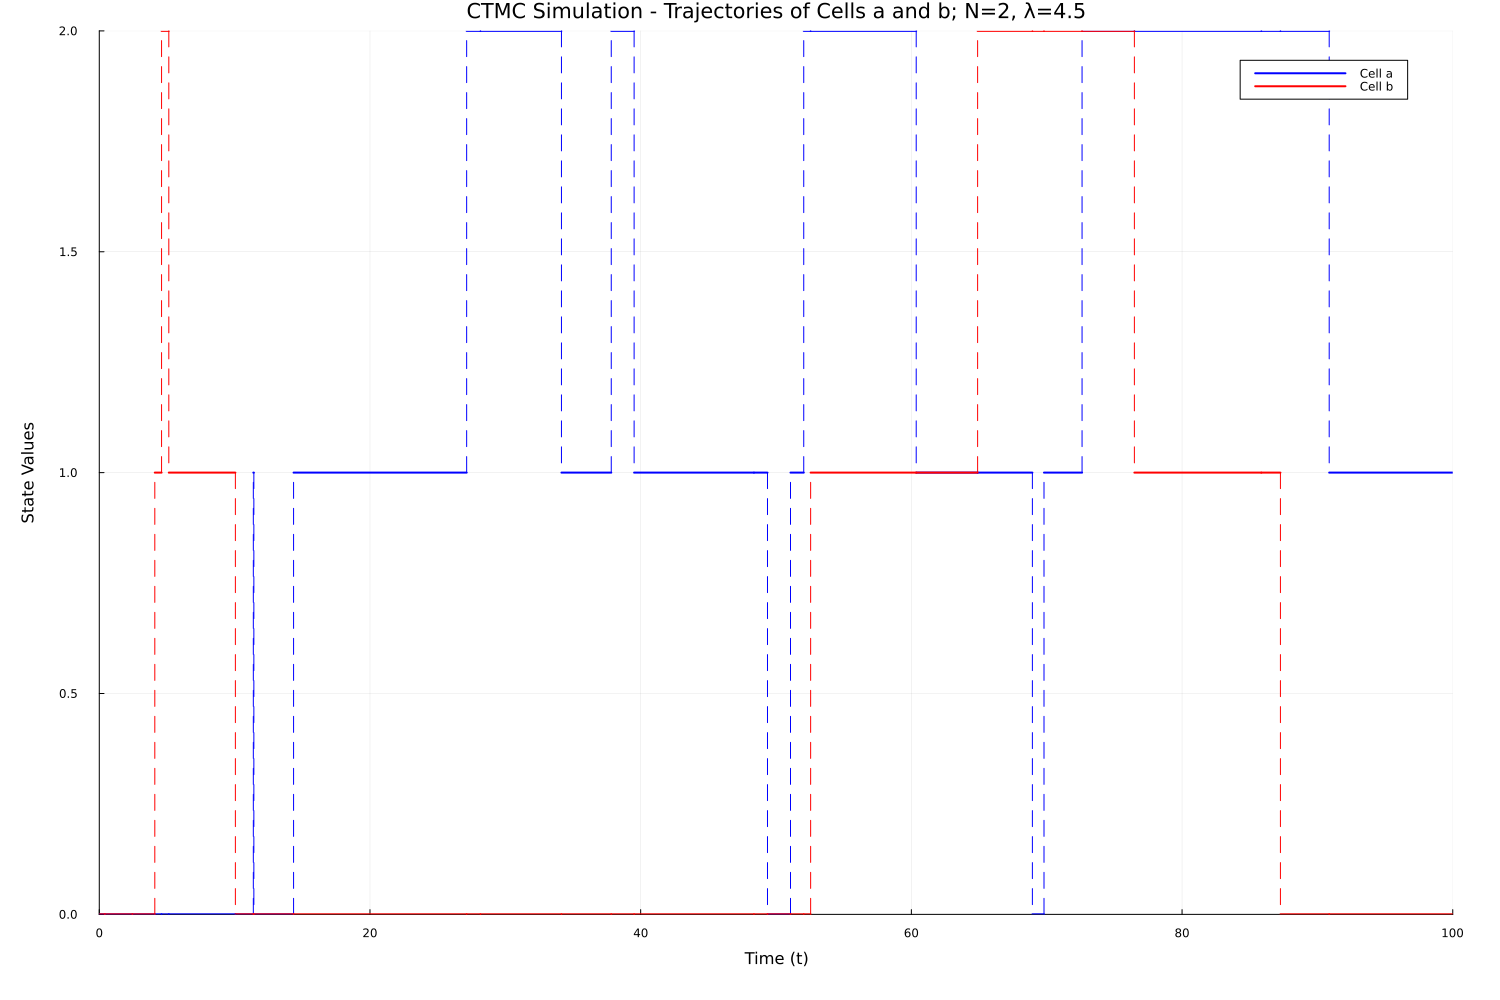 CTMC Simulation - Trajectories of Cells a and b; N=2, λ=4.5
2.0
Cell a
Cell b
1.5
State Values
1.0
0.5
0.0
0 20 40 60 80 100
Time (t)